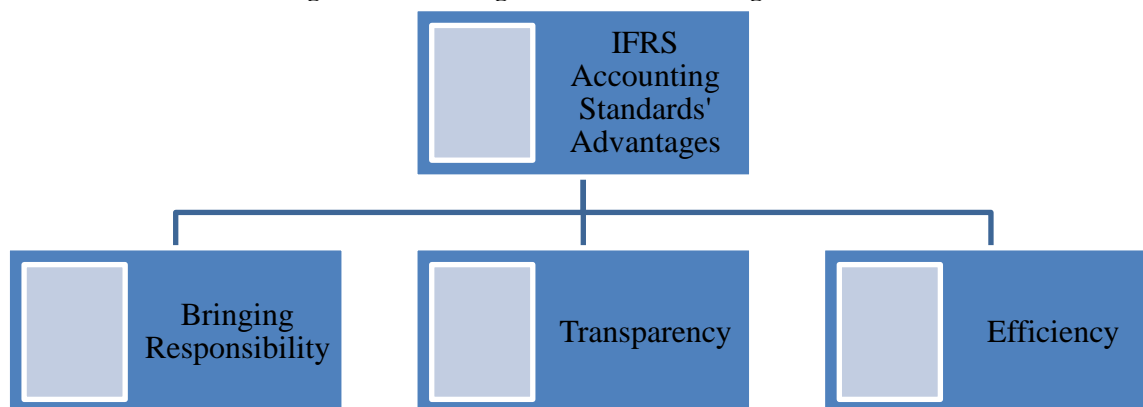 IFRS
Accounting
Standards'
Advantages
Bringing
Responsibility
Transparency
Efficiency